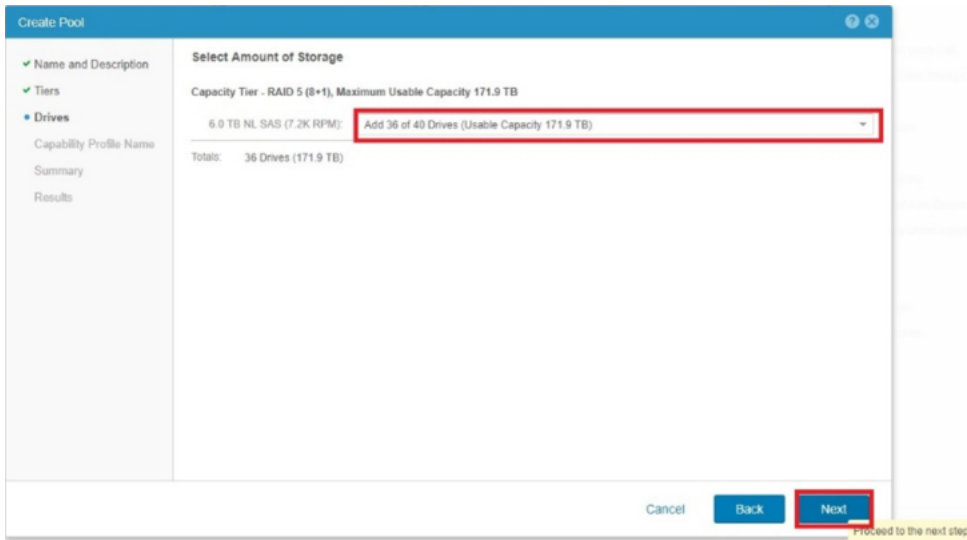 Create Pool
Name and Description
Tiers
Drives
Capability Profile Name
Summary
Results
Select Amount of Storage
Capacity Tier - RAID 5 (8+1), Maximum Usable Capacity 171.9 TB
6.0 TB NL SAS (7.2K RPM): Add 36 of 40 Drives (Usable Capacity 171.9 TB)
Totals: 36 Drives (171.9 TB)
Cancel Back Next
Proceed to the next step